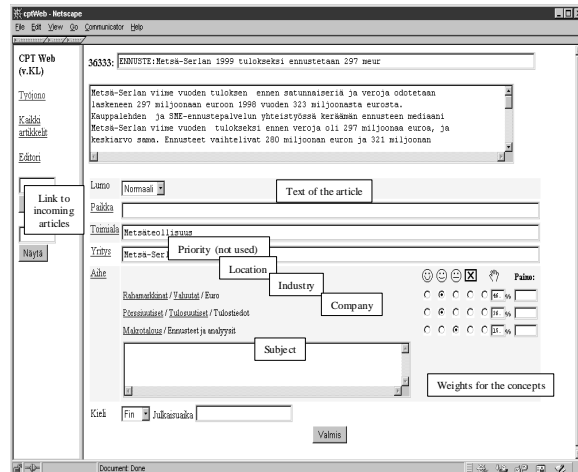 cptWeb - Netscape
File Edit View Go Communicator Help
CPT Web
(v.KL)
Työjono
Kaikki
artikkelit
Editori
Link to
incoming
articles
Näytä
36333: ENNUSTE:Metsä-Serlan 1999 tulokseksi ennustetaan 297 meur
Metsä-Serlan viime vuoden tuloksen ennen satunnaiseriä ja veroja odotetaan
laskeneen 297 miljoonaan euroon 1998 vuoden 323 miljoonasta eurosta.
Kauppalehden ja SME-ennustepalvelun yhteistyössä keräämän ennusteen mediaani
Metsä-Serlan viime vuoden tulokseksi ennen veroja oli 297 miljoonaa euroa, ja
keskiarvo sama. Ennusteet vaihtelivat 280 miljoonan euron ja 321 miljoonan
Lumo Normaali
Text of the article
Paikka
Toimiala Metsäteollisuus
Priority (not used)
Yritys Metsä-Serl
Location
Aihe
Industry
Paino:
Company
Rahamarkkinat / Valuutat / Euro %
Pörssiuutiset / Tulosuutiset / Tulostiedot %
Makrotalous / Ennusteet ja analyysit %
Subject
Weights for the concepts
Kieli Fin Julkaisuaika
Valmis
Document: Done